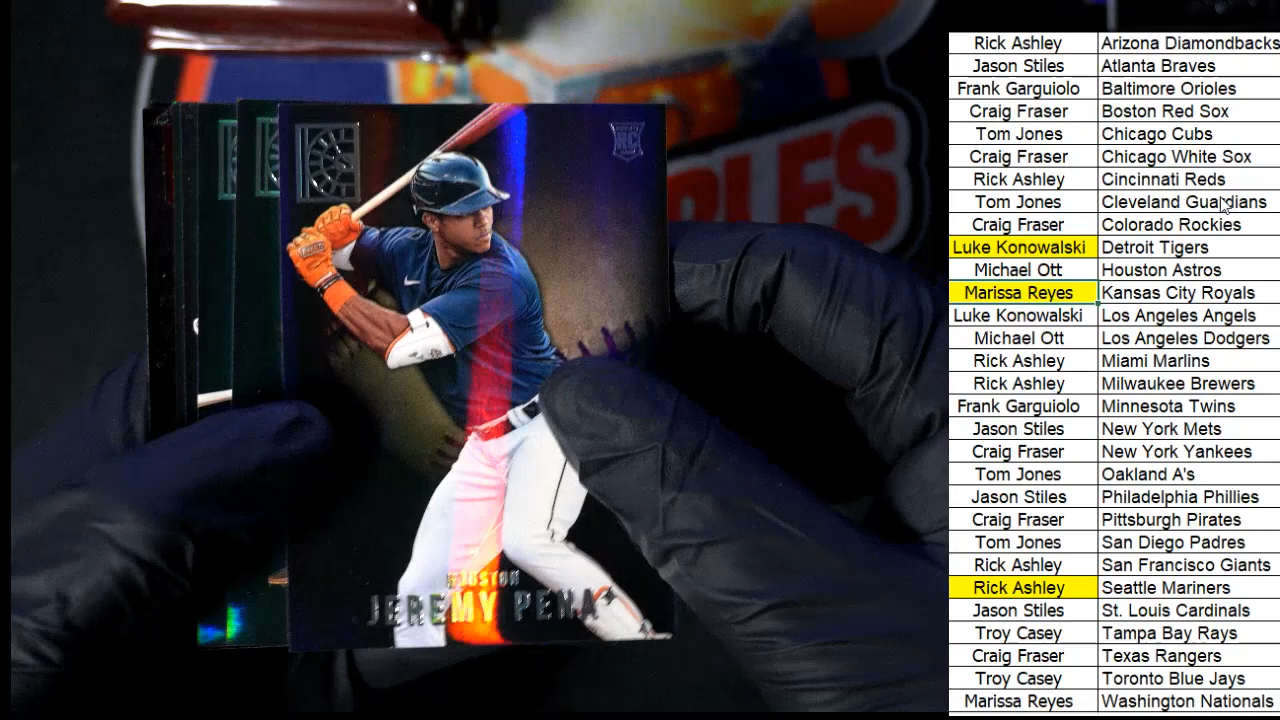 RC
HOUSTON
JEREMY PEÑA
Rick Ashley Arizona Diamondbacks
Jason Stiles Atlanta Braves
Frank Garguiolo Baltimore Orioles
Craig Fraser Boston Red Sox
Tom Jones Chicago Cubs
Craig Fraser Chicago White Sox
Rick Ashley Cincinnati Reds
Tom Jones Cleveland Guardians
Craig Fraser Colorado Rockies
Luke Konowalski Detroit Tigers
Michael Ott Houston Astros
Marissa Reyes Kansas City Royals
Luke Konowalski Los Angeles Angels
Michael Ott Los Angeles Dodgers
Rick Ashley Miami Marlins
Rick Ashley Milwaukee Brewers
Frank Garguiolo Minnesota Twins
Jason Stiles New York Mets
Craig Fraser New York Yankees
Tom Jones Oakland A's
Jason Stiles Philadelphia Phillies
Craig Fraser Pittsburgh Pirates
Tom Jones San Diego Padres
Rick Ashley San Francisco Giants
Rick Ashley Seattle Mariners
Jason Stiles St. Louis Cardinals
Troy Casey Tampa Bay Rays
Craig Fraser Texas Rangers
Troy Casey Toronto Blue Jays
Marissa Reyes Washington Nationals